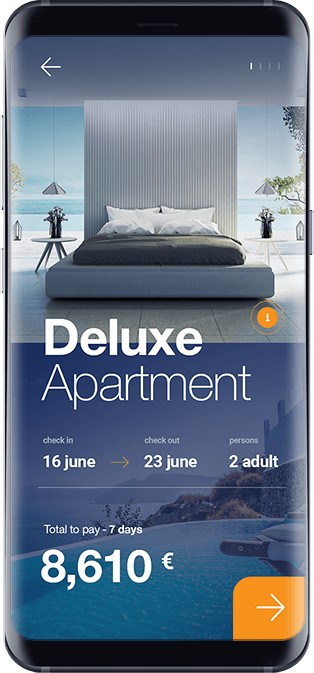 i
Deluxe
Apartment
check in check out persons
16 june 23 june 2 adult
Total to pay - 7 days
8,610 €